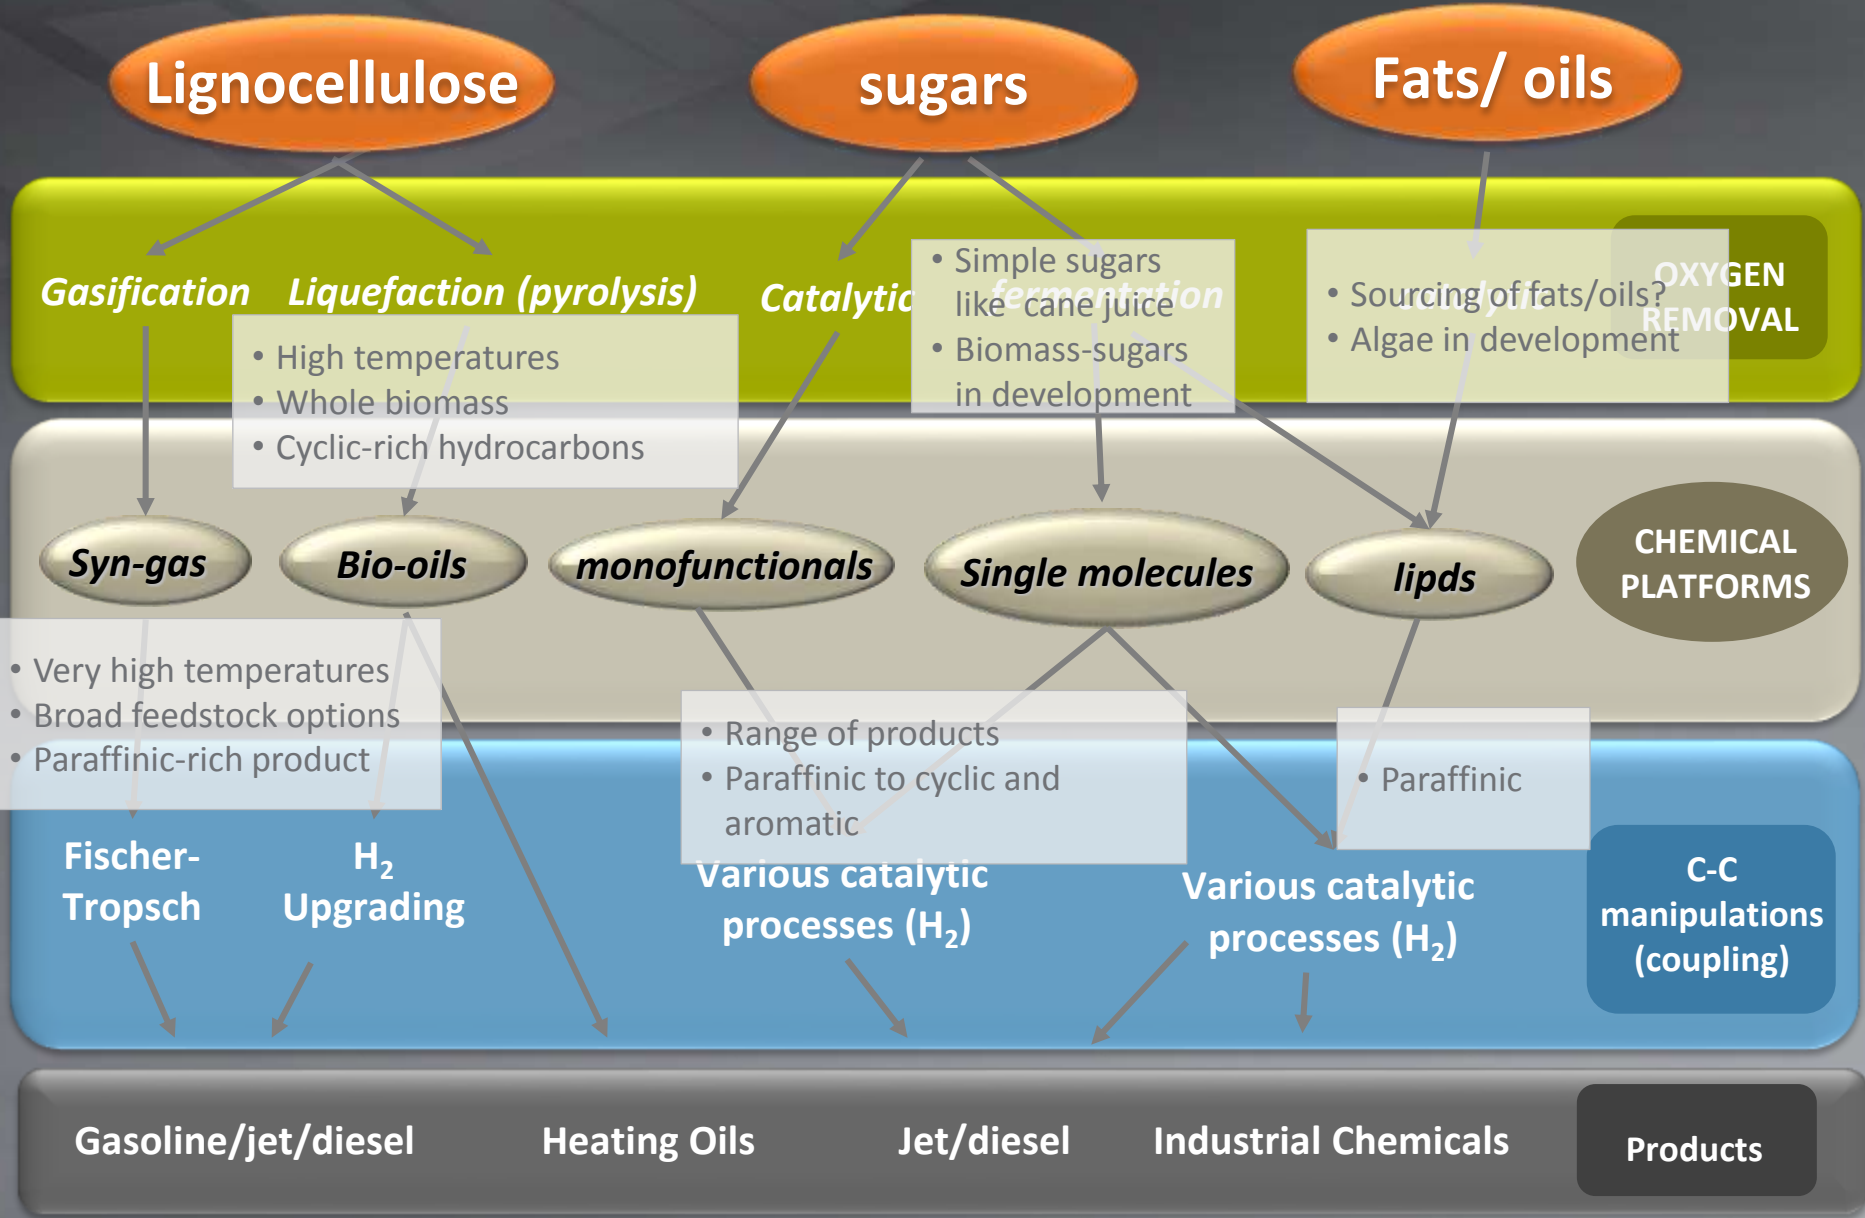 Lignocellulose
sugars
Fats/ oils
Gasification
Liquefaction (pyrolysis)
Catalytic
fermentation
catalytic
OXYGEN
REMOVAL
• Simple sugars
like cane juice
• Biomass-sugars
in development
• Sourcing of fats/oils?
• Algae in development
• High temperatures
• Whole biomass
• Cyclic-rich hydrocarbons
Syn-gas
Bio-oils
monofunctionals
Single molecules
lipds
CHEMICAL
PLATFORMS
• Very high temperatures
• Broad feedstock options
• Paraffinic-rich product
• Range of products
• Paraffinic to cyclic and
aromatic
• Paraffinic
Fischer-
Tropsch
H₂
Upgrading
Various catalytic
processes (H₂)
Various catalytic
processes (H₂)
C-C
manipulations
(coupling)
Gasoline/jet/diesel
Heating Oils
Jet/diesel
Industrial Chemicals
Products